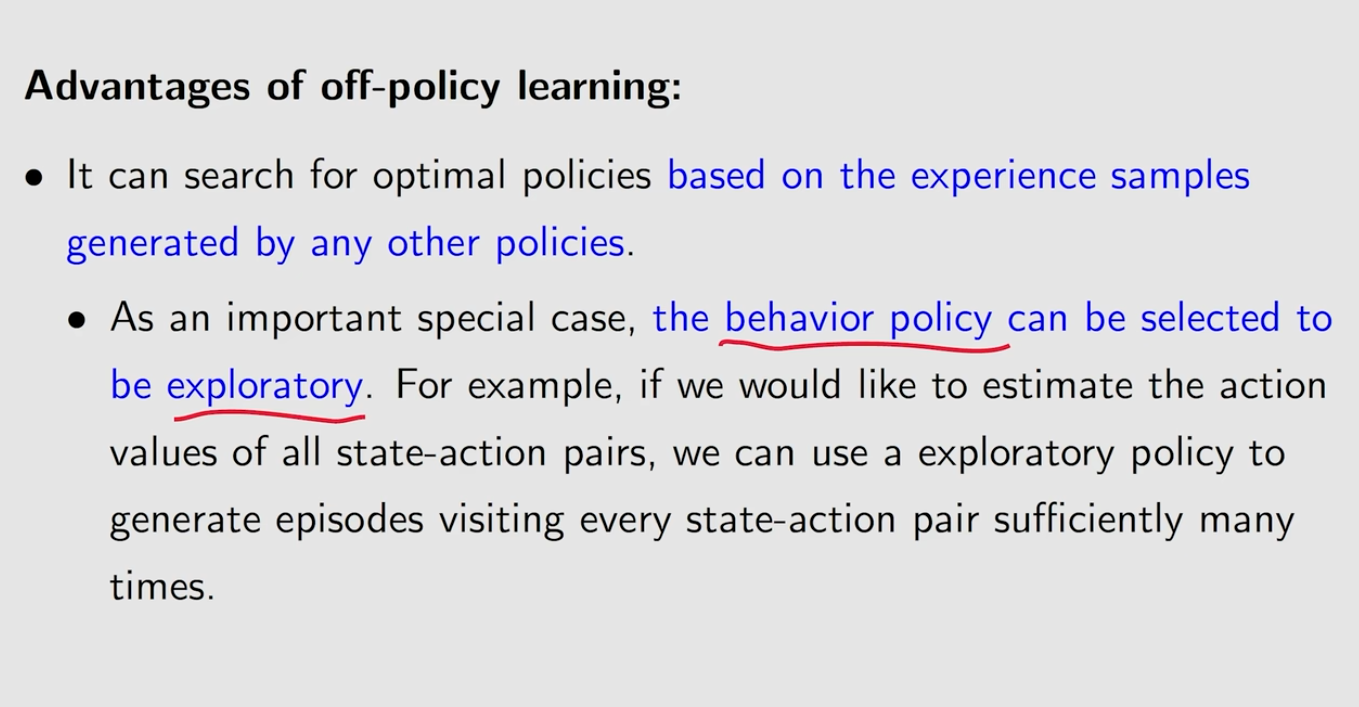 Advantages of off-policy learning:
• It can search for optimal policies based on the experience samples
generated by any other policies.
• As an important special case, the behavior policy can be selected to
be exploratory. For example, if we would like to estimate the action
values of all state-action pairs, we can use a exploratory policy to
generate episodes visiting every state-action pair sufficiently many
times.